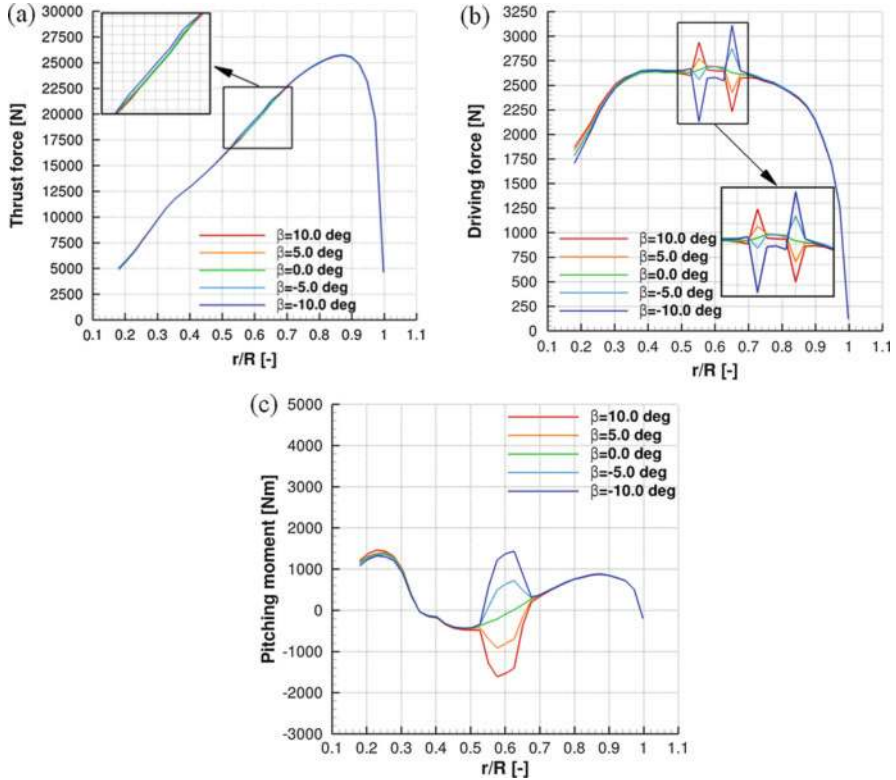 (a)
30000
27500
25000
22500
20000
17500
15000
12500
10000
7500
5000
2500
0
Thrust force [N]
β=10.0 deg
β=5.0 deg
β=0.0 deg
β=-5.0 deg
β=-10.0 deg
0.1 0.2 0.3 0.4 0.5 0.6 0.7 0.8 0.9 1 1.1
r/R [-]
(b)
3250
3000
2750
2500
2250
2000
1750
1500
1250
1000
750
500
250
0
Driving force [N]
β=10.0 deg
β=5.0 deg
β=0.0 deg
β=-5.0 deg
β=-10.0 deg
0.1 0.2 0.3 0.4 0.5 0.6 0.7 0.8 0.9 1 1.1
r/R [-]
(c)
5000
4000
3000
2000
1000
0
-1000
-2000
-3000
Pitching moment [Nm]
β=10.0 deg
β=5.0 deg
β=0.0 deg
β=-5.0 deg
β=-10.0 deg
0.1 0.2 0.3 0.4 0.5 0.6 0.7 0.8 0.9 1 1.1
r/R [-]